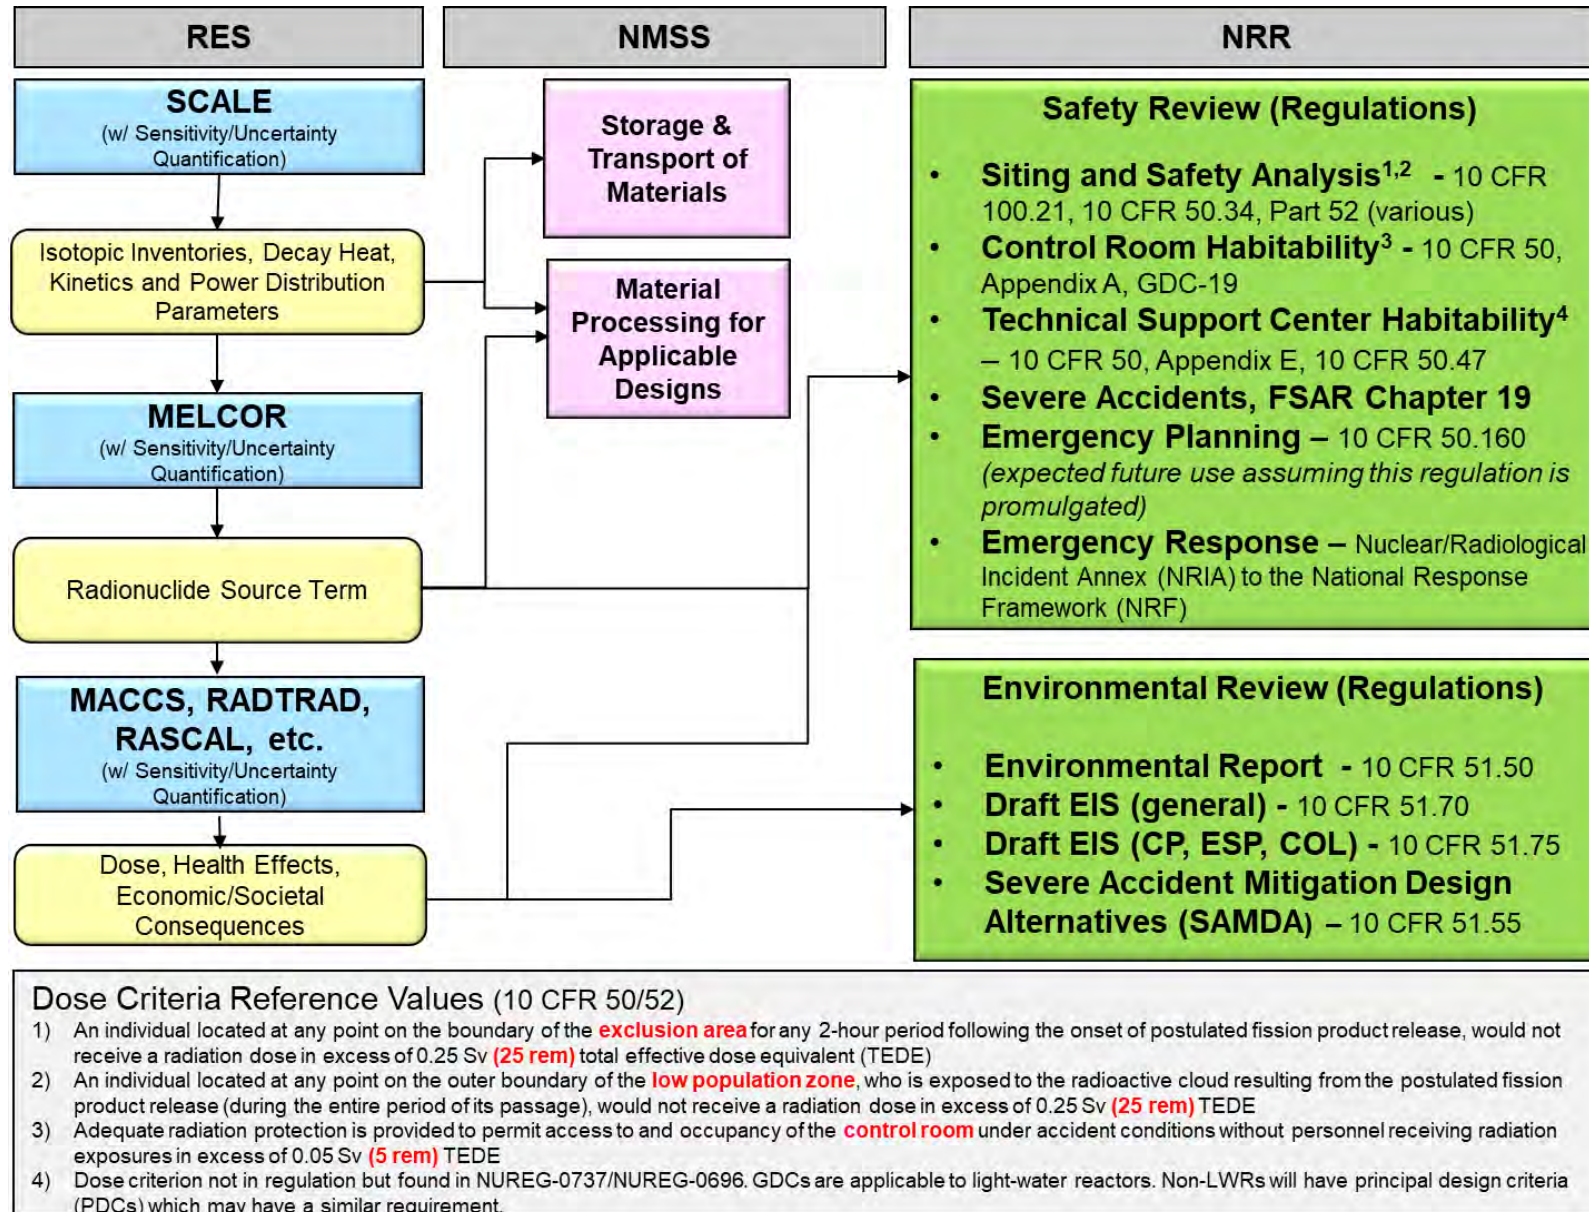 RES
NMSS
NRR
SCALE
(w/ Sensitivity/Uncertainty
Quantification)
Isotopic Inventories, Decay Heat,
Kinetics and Power Distribution
Parameters
MELCOR
(w/ Sensitivity/Uncertainty
Quantification)
Radionuclide Source Term
MACCS, RADTRAD,
RASCAL, etc.
(w/ Sensitivity/Uncertainty
Quantification)
Dose, Health Effects,
Economic/Societal
Consequences
Storage &
Transport of
Materials
Material
Processing for
Applicable
Designs
Safety Review (Regulations)
• Siting and Safety Analysis1,2 - 10 CFR
100.21, 10 CFR 50.34, Part 52 (various)
• Control Room Habitability3 - 10 CFR 50,
Appendix A, GDC-19
• Technical Support Center Habitability4
– 10 CFR 50, Appendix E, 10 CFR 50.47
• Severe Accidents, FSAR Chapter 19
• Emergency Planning – 10 CFR 50.160
(expected future use assuming this regulation is
promulgated)
• Emergency Response – Nuclear/Radiological
Incident Annex (NRIA) to the National Response
Framework (NRF)
Environmental Review (Regulations)
• Environmental Report - 10 CFR 51.50
• Draft EIS (general) - 10 CFR 51.70
• Draft EIS (CP, ESP, COL) - 10 CFR 51.75
• Severe Accident Mitigation Design
Alternatives (SAMDA) – 10 CFR 51.55
Dose Criteria Reference Values (10 CFR 50/52)
1) An individual located at any point on the boundary of the exclusion area for any 2-hour period following the onset of postulated fission product release, would not
receive a radiation dose in excess of 0.25 Sv (25 rem) total effective dose equivalent (TEDE)
2) An individual located at any point on the outer boundary of the low population zone, who is exposed to the radioactive cloud resulting from the postulated fission
product release (during the entire period of its passage), would not receive a radiation dose in excess of 0.25 Sv (25 rem) TEDE
3) Adequate radiation protection is provided to permit access to and occupancy of the control room under accident conditions without personnel receiving radiation
exposures in excess of 0.05 Sv (5 rem) TEDE
4) Dose criterion not in regulation but found in NUREG-0737/NUREG-0696. GDCs are applicable to light-water reactors. Non-LWRs will have principal design criteria
(PDCs) which may have a similar requirement.